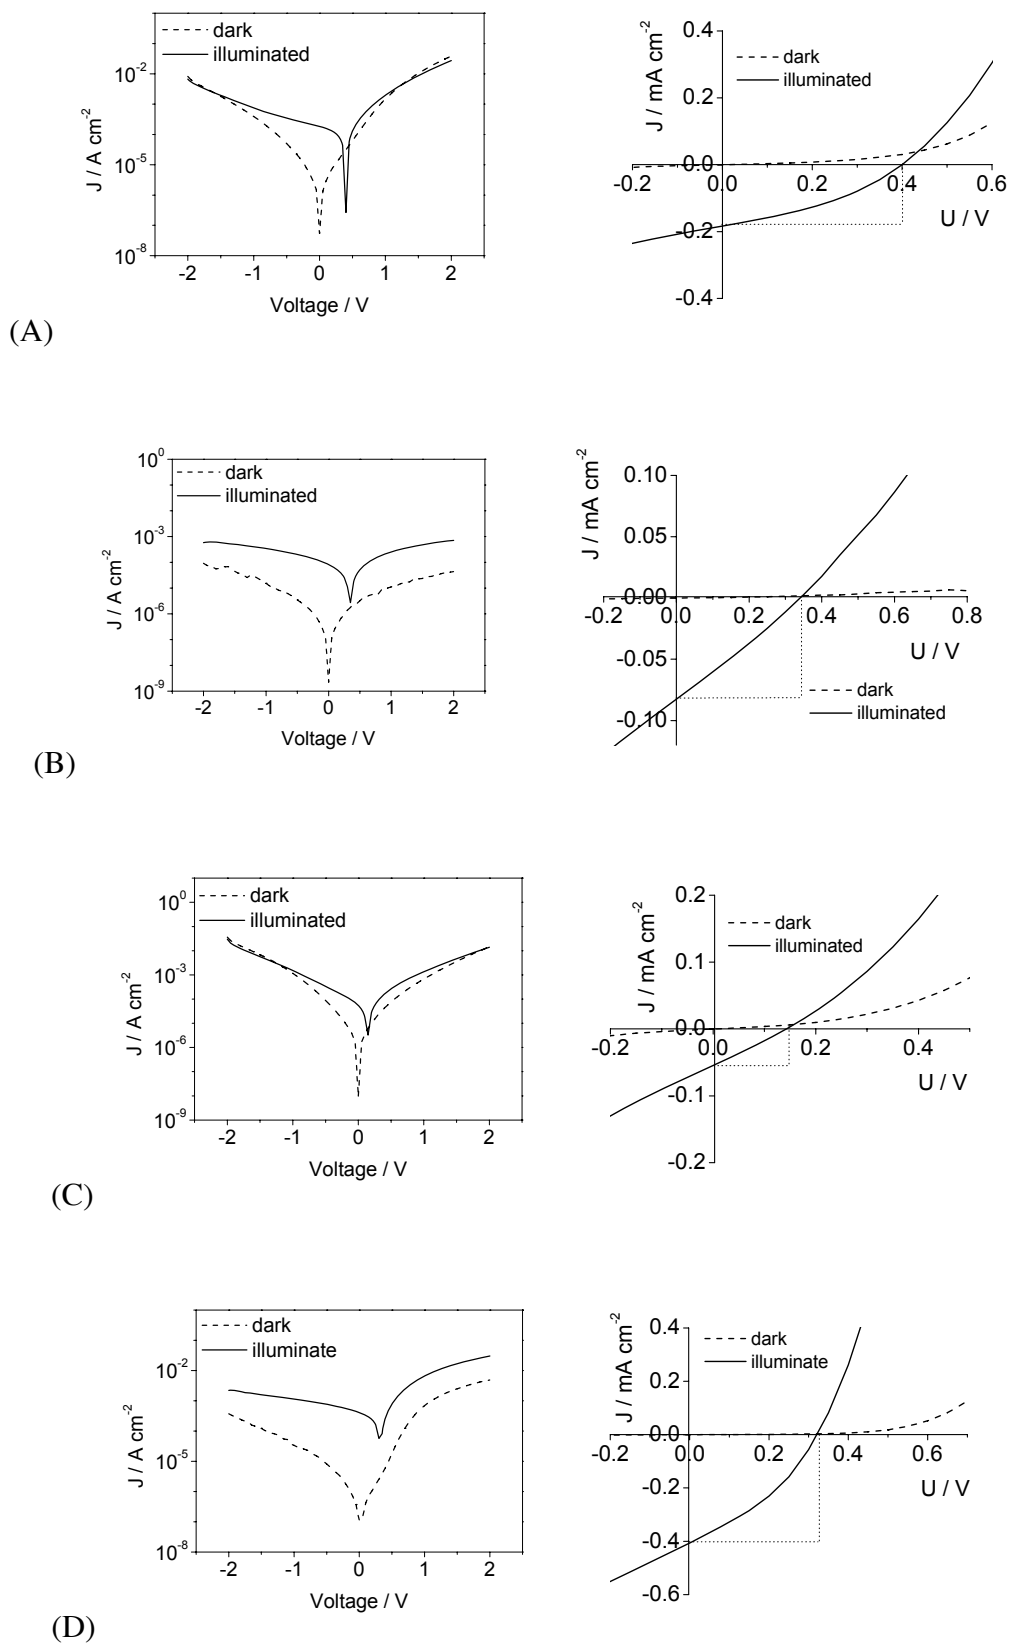 dark
illuminated
10⁻²
10⁻⁵
10⁻⁸
J / A cm⁻²
-2 -1 0 1 2
Voltage / V
0.4
0.2
0.0
-0.2
-0.4
J / mA cm⁻²
dark
illuminated
-0.2 0.0 0.2 0.4 0.6
U / V
(A)
10⁰
10⁻³
10⁻⁶
10⁻⁹
J / A cm⁻²
dark
illuminated
-2 -1 0 1 2
Voltage / V
0.10
0.05
0.00
-0.05
-0.10
J / mA cm⁻²
-0.2 0.0 0.2 0.4 0.6 0.8
U / V
dark
illuminated
(B)
10⁰
10⁻³
10⁻⁶
10⁻⁹
J / A cm⁻²
dark
illuminated
-2 -1 0 1 2
Voltage / V
0.2
0.1
0.0
-0.1
-0.2
J / mA cm⁻²
dark
illuminated
-0.2 0.0 0.2 0.4
U / V
(C)
10⁻²
10⁻⁵
10⁻⁸
J / A cm⁻²
dark
illuminate
-2 -1 0 1 2
Voltage / V
0.4
0.2
0.0
-0.2
-0.4
-0.6
J / mA cm⁻²
dark
illuminate
-0.2 0.0 0.2 0.4 0.6
U / V
(D)